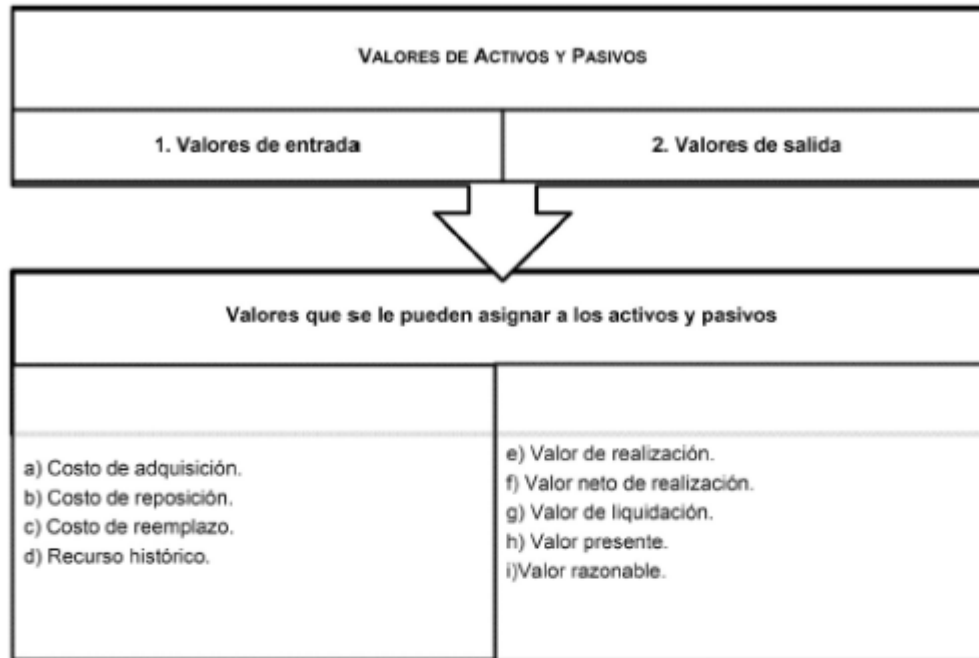 VALORES DE ACTIVOS Y PASIVOS
1. Valores de entrada
2. Valores de salida
Valores que se le pueden asignar a los activos y pasivos
a) Costo de adquisición.
b) Costo de reposición.
c) Costo de reemplazo.
d) Recurso histórico.
e) Valor de realización.
f) Valor neto de realización.
g) Valor de liquidación.
h) Valor presente.
i)Valor razonable.